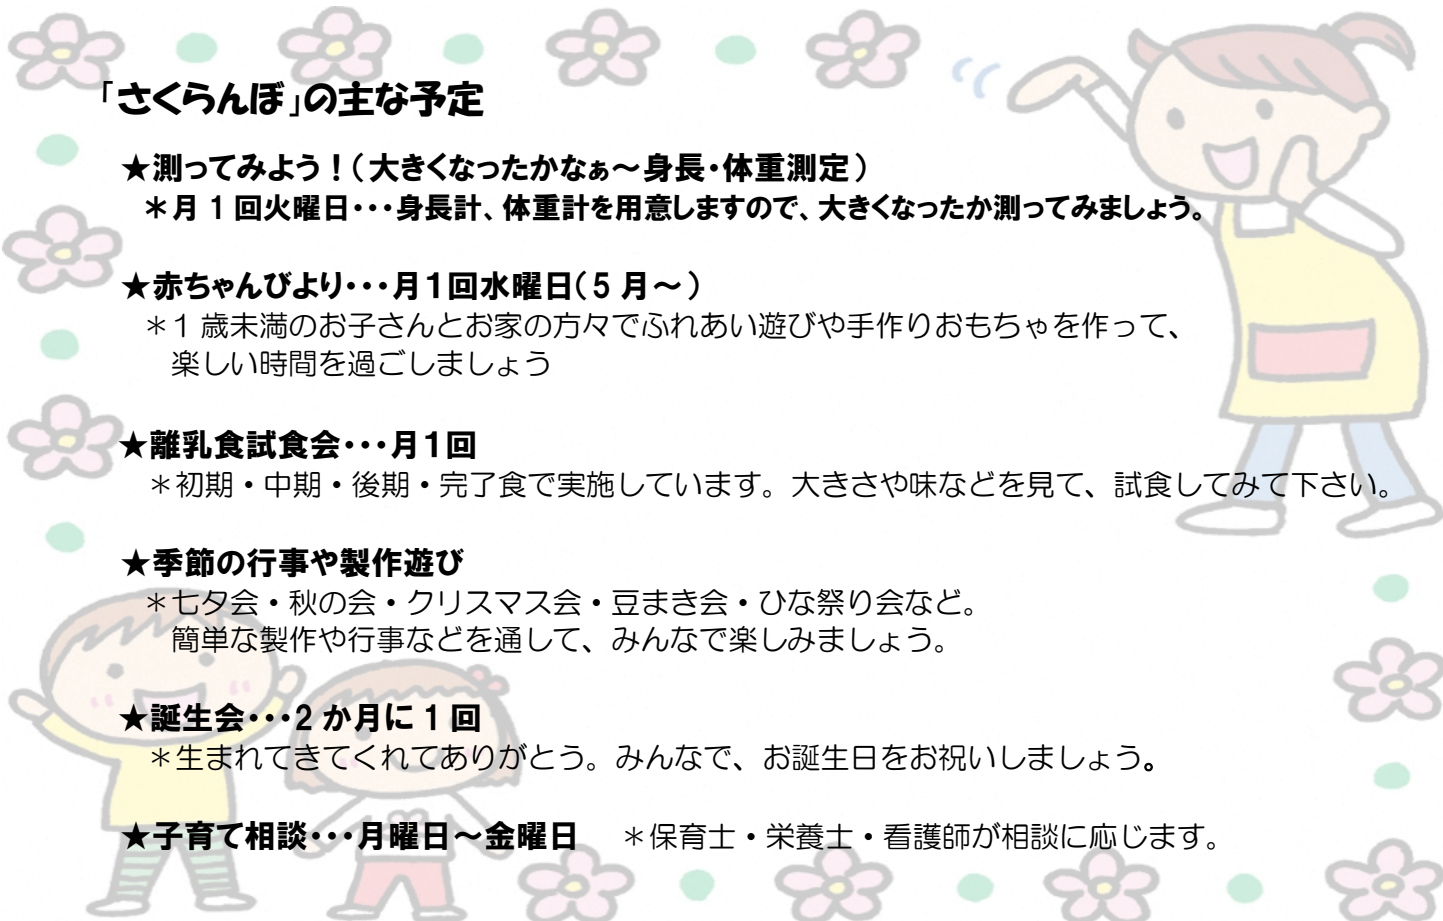 「さくらんぼ」の主な予定
★測ってみよう！（大きくなったかなぁ～身長・体重測定）
＊月1回火曜日・・・身長計、体重計を用意しますので、大きくなったか測ってみましょう。
★赤ちゃんびより・・・月1回水曜日（5月～）
＊1歳未満のお子さんとお家の方々でふれあい遊びや手作りおもちゃを作って、
楽しい時間を過ごしましょう
★離乳食試食会・・・月1回
＊初期・中期・後期・完了食で実施しています。大きさや味などを見て、試食してみて下さい。
★季節の行事や製作遊び
＊七夕会・秋の会・クリスマス会・豆まき会・ひな祭り会など。
簡単な製作や行事などを通して、みんなで楽しみましょう。
★誕生会・・・2か月に1回
＊生まれてきてくれてありがとう。みんなで、お誕生日をお祝いしましょう。
★子育て相談・・・月曜日～金曜日　＊保育士・栄養士・看護師が相談に応じます。